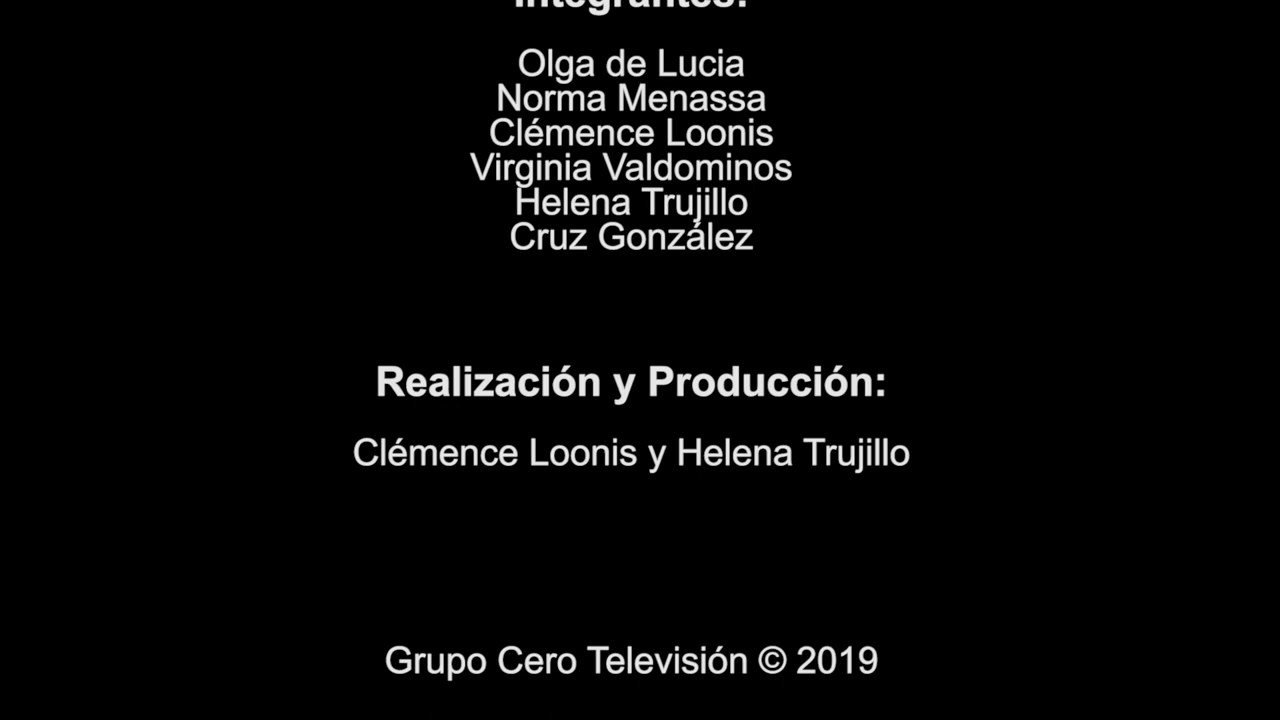 Integrantes:
Olga de Lucia
Norma Menassa
Clémence Loonis
Virginia Valdominos
Helena Trujillo
Cruz González
Realización y Producción:
Clémence Loonis y Helena Trujillo
Grupo Cero Televisión © 2019